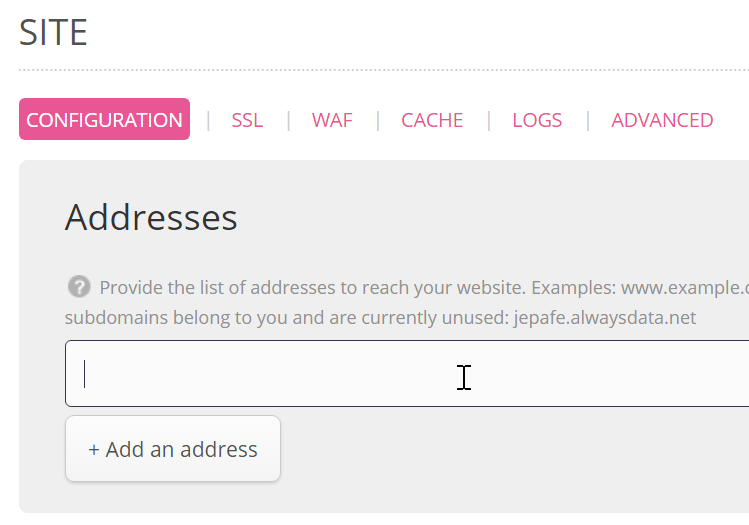 SITE
CONFIGURATION | SSL | WAF | CACHE | LOGS | ADVANCED
Addresses
? Provide the list of addresses to reach your website. Examples: www.example.
subdomains belong to you and are currently unused: jepafe.alwaysdata.net
+ Add an address